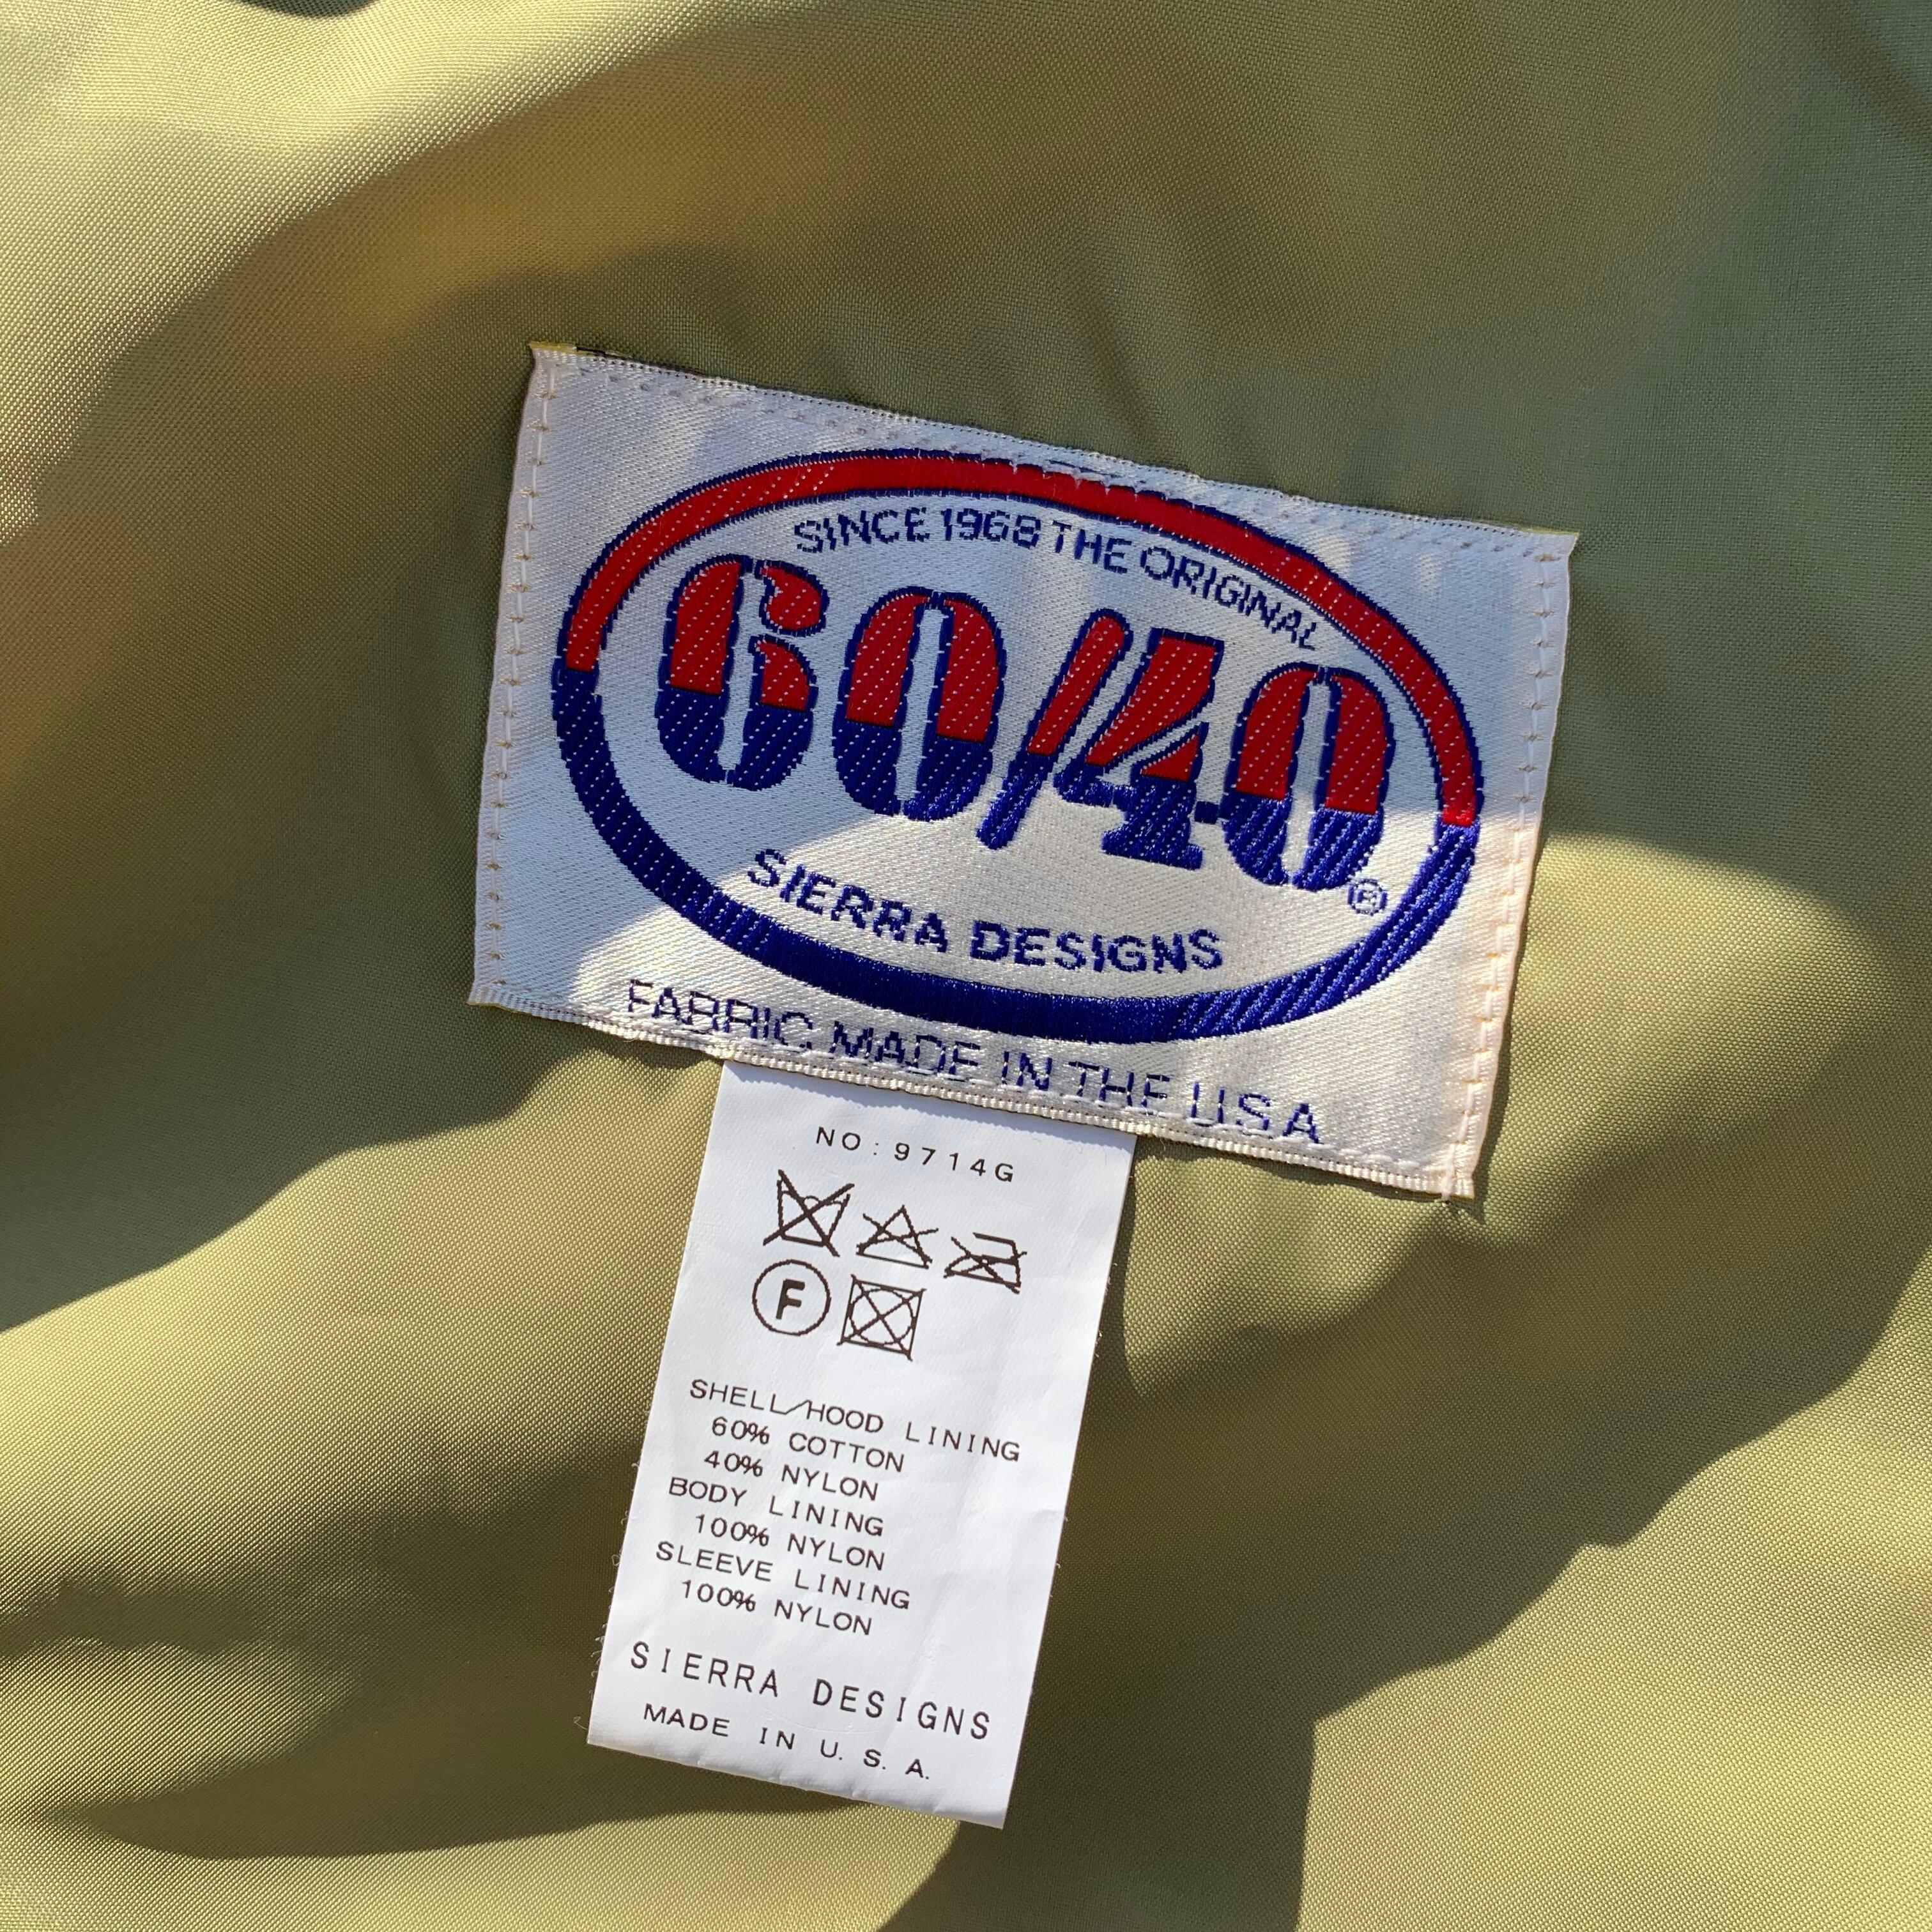 SINCE 1968 THE ORIGINAL
60/40®
SIERRA DESIGNS
FABRIC MADE IN THE USA
NO:9714G
F
SHELL/HOOD LINING
60% COTTON
40% NYLON
BODY LINING
100% NYLON
SLEEVE LINING
100% NYLON
SIERRA DESIGNS
MADE IN U.S.A.